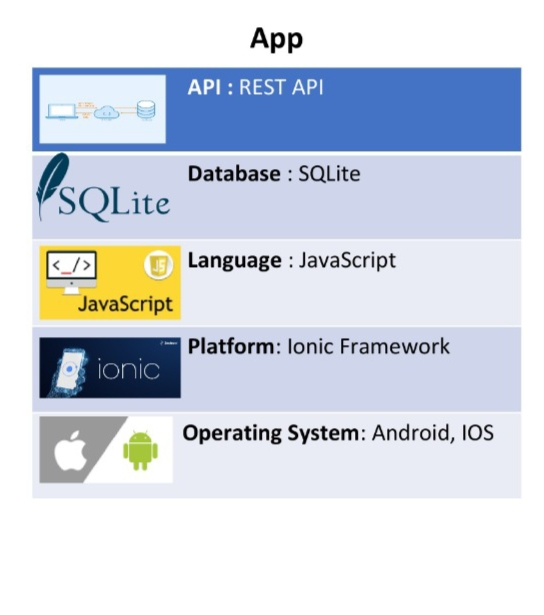 App
API : REST API
Database : SQLite
SQLite
Language : JavaScript
</>
JS
JavaScript
Platform: Ionic Framework
ionic
Operating System: Android, IOS